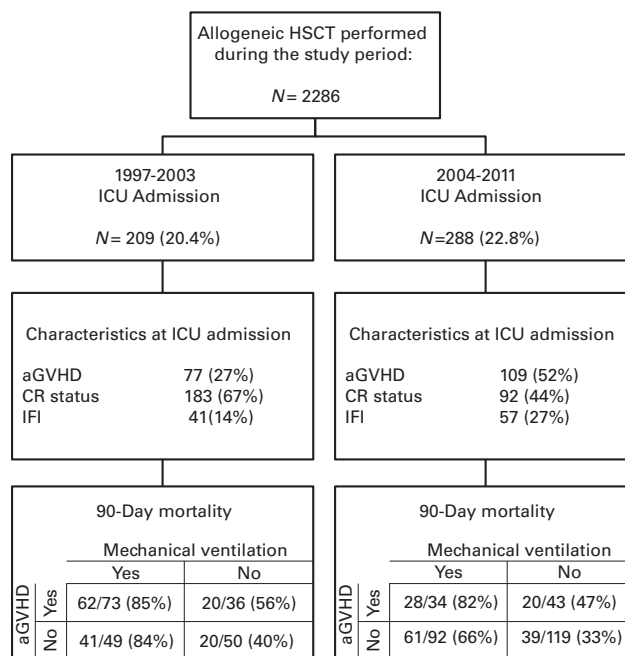 Allogeneic HSCT performed
during the study period:
N= 2286
1997-2003
ICU Admission
N= 209 (20.4%)
2004-2011
ICU Admission
N=288 (22.8%)
Characteristics at ICU admission
aGVHD 77 (27%)
CR status 183 (67%)
IFI 41(14%)
Characteristics at ICU admission
aGVHD 109 (52%)
CR status 92 (44%)
IFI 57 (27%)
90-Day mortality
Mechanical ventilation
Yes No
aGVHD
Yes 62/73 (85%) 20/36 (56%)
No 41/49 (84%) 20/50 (40%)
90-Day mortality
Mechanical ventilation
Yes No
aGVHD
Yes 28/34 (82%) 20/43 (47%)
No 61/92 (66%) 39/119 (33%)